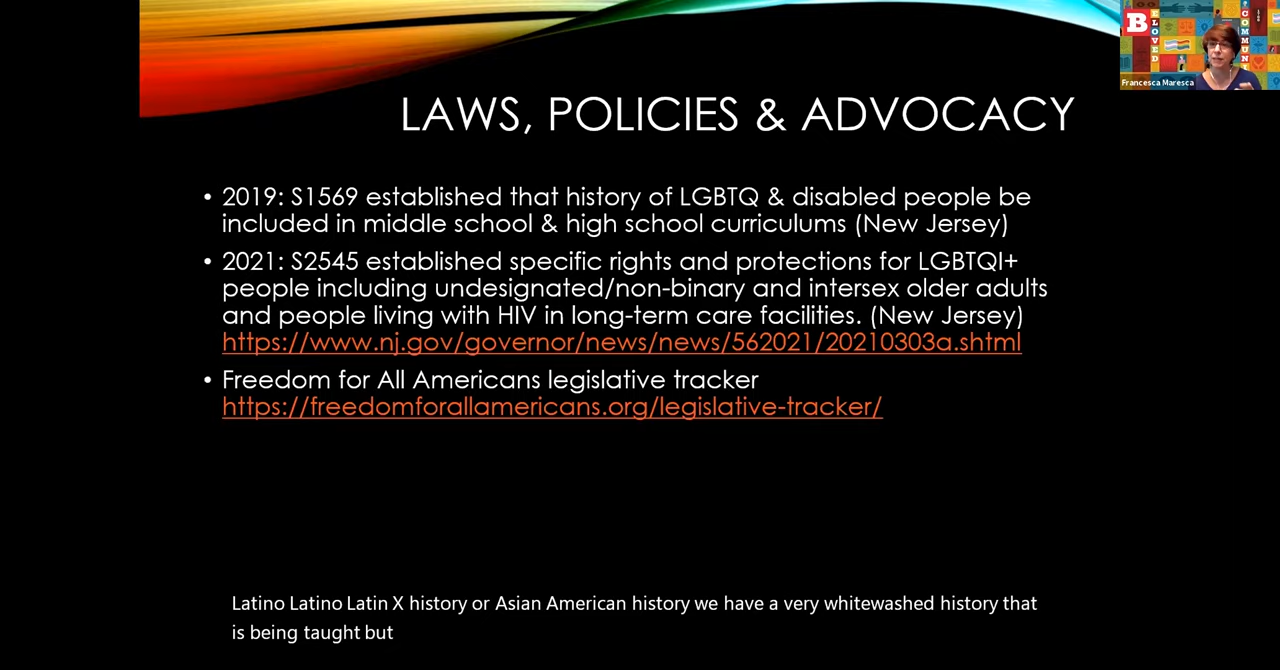 B
ELOVED
COMMUNI
Francesca Maresca
LAWS, POLICIES & ADVOCACY
• 2019: S1569 established that history of LGBTQ & disabled people be
included in middle school & high school curriculums (New Jersey)
• 2021: S2545 established specific rights and protections for LGBTQI+
people including undesignated/non-binary and intersex older adults
and people living with HIV in long-term care facilities. (New Jersey)
https://www.nj.gov/governor/news/news/562021/20210303a.shtml
• Freedom for All Americans legislative tracker
https://freedomforallamericans.org/legislative-tracker/
Latino Latino Latin X history or Asian American history we have a very whitewashed history that
is being taught but